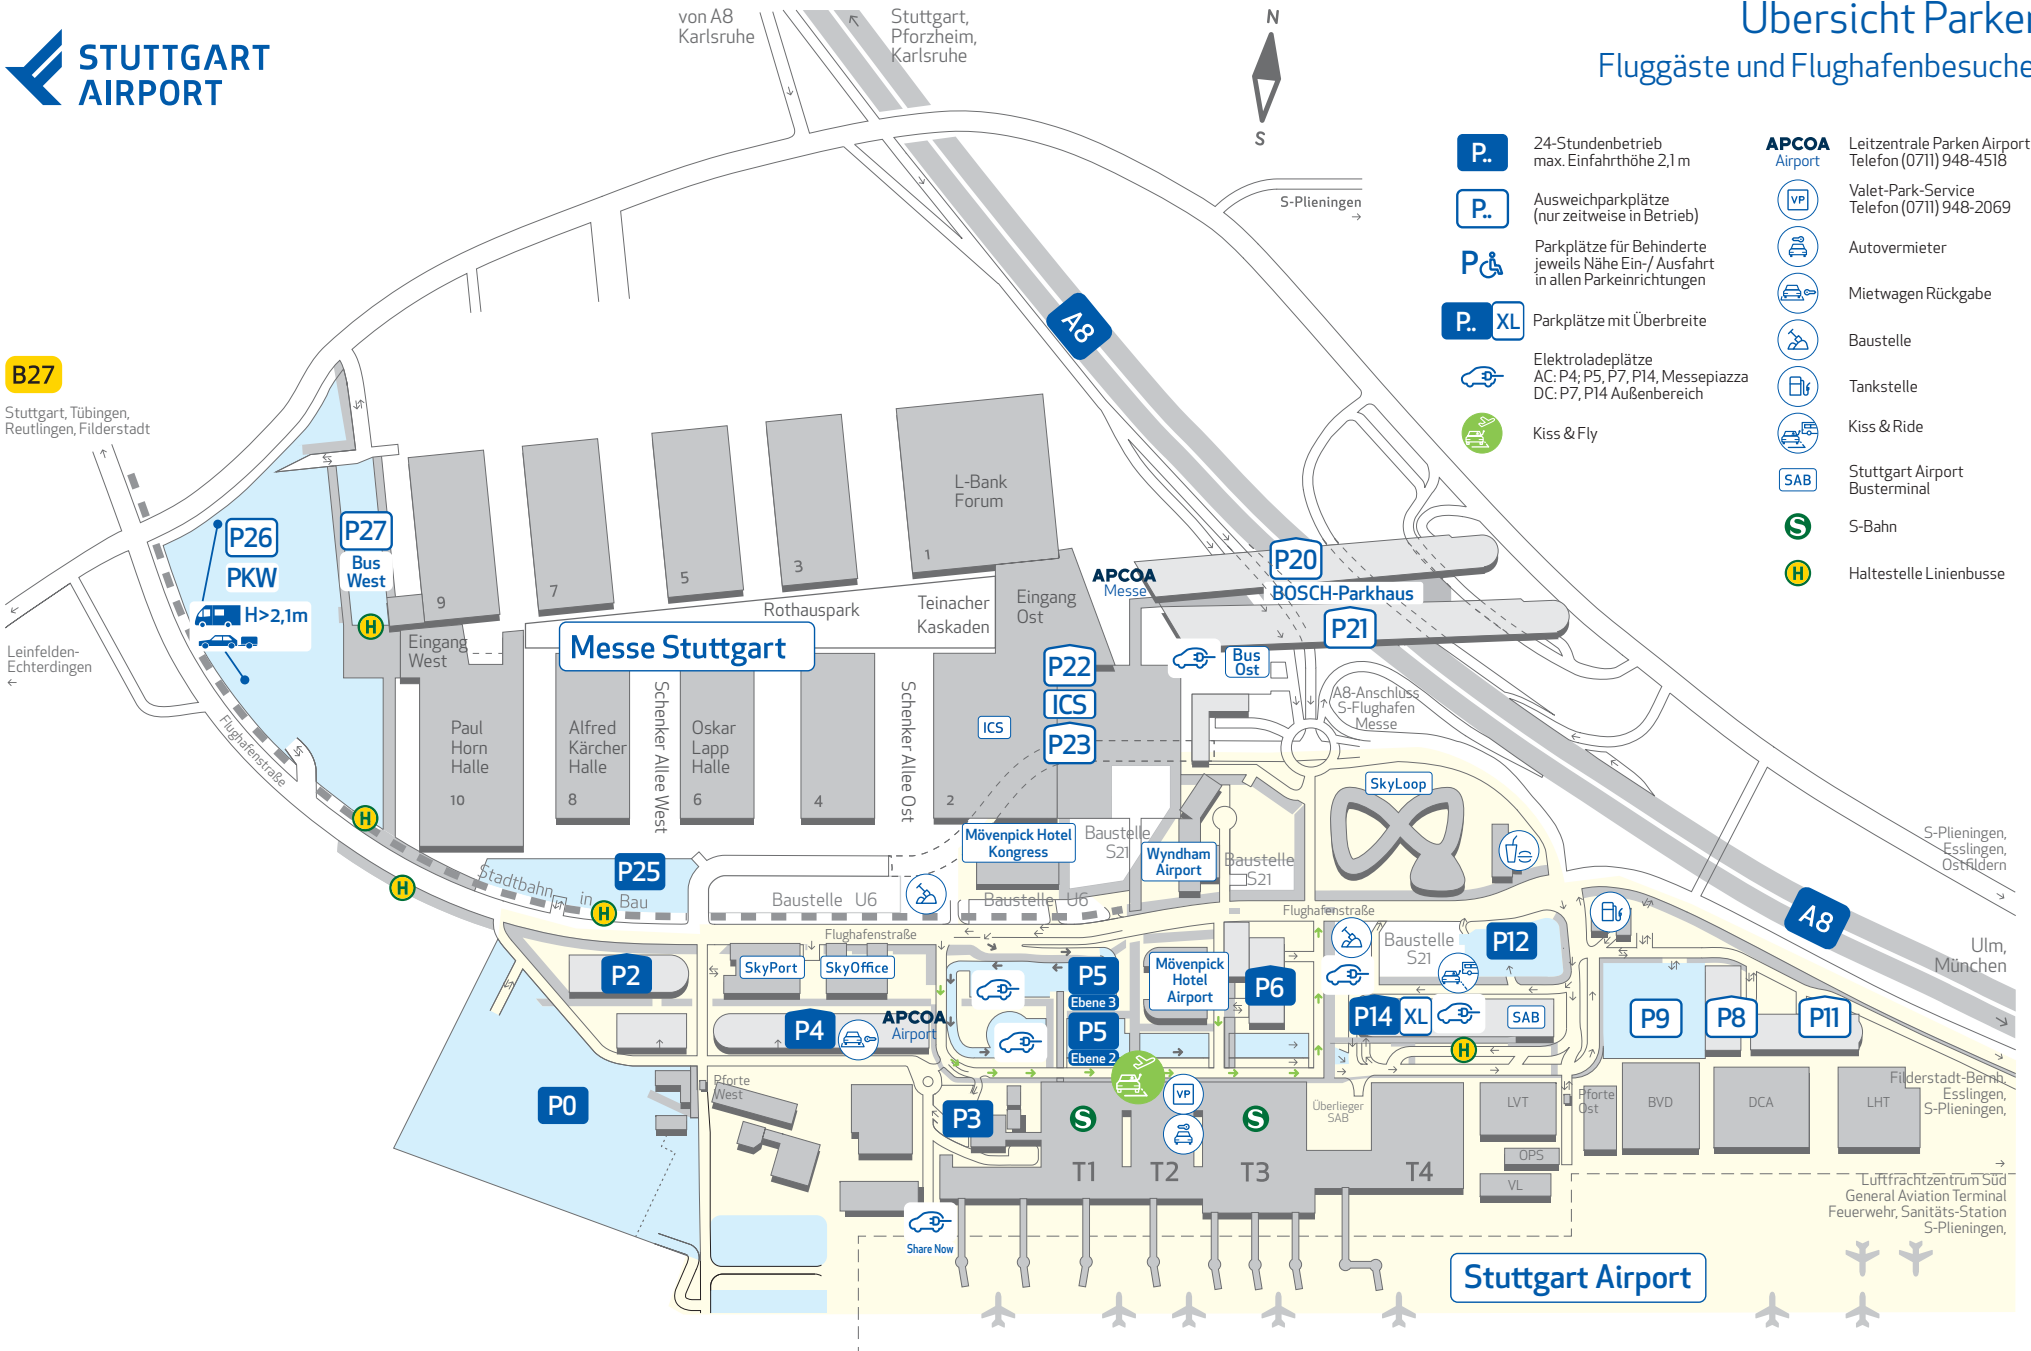 STUTTGART
AIRPORT
von A8
Karlsruhe
Stuttgart,
Pforzheim,
Karlsruhe
N
S
Übersicht Parken
Fluggäste und Flughafenbesucher
P..
24-Stundenbetrieb
max. Einfahrthöhe 2,1 m
P..
Ausweichparkplätze
(nur zeitweise in Betrieb)
P
Parkplätze für Behinderte
jeweils Nähe Ein-/ Ausfahrt
in allen Parkeinrichtungen
P.. XL
Parkplätze mit Überbreite
Elektroladeplätze
AC: P4; P5, P7, P14, Messepiazza
DC: P7, P14 Außenbereich
Kiss & Fly
APCOA
Airport
Leitzentrale Parken Airport
Telefon (0711) 948-4518
VP
Valet-Park-Service
Telefon (0711) 948-2069
Autovermieter
Mietwagen Rückgabe
Baustelle
Tankstelle
Kiss & Ride
SAB
Stuttgart Airport
Busterminal
S
S-Bahn
H
Haltestelle Linienbusse
S-Plieningen
A8
B27
Stuttgart, Tübingen,
Reutlingen, Filderstadt
Leinfelden-
Echterdingen
P26
PKW
H>2,1m
P27
Bus
West
H
9
7
5
3
L-Bank
Forum
1
Eingang
West
Rothauspark
Teinacher
Kaskaden
Eingang
Ost
Messe Stuttgart
APCOA
Messe
P20
BOSCH-Parkhaus
P21
Bus
Ost
P22
ICS
P23
ICS
A8-Anschluss
S-Flughafen
Messe
Paul
Horn
Halle
10
Alfred
Kärcher
Halle
8
Schenker Allee West
Oskar
Lapp
Halle
6
4
Schenker Allee Ost
2
Flughafenstraße
H
H
H
Stadtbahn in Bau
P25
Baustelle U6
Mövenpick Hotel
Kongress
Baustelle
S21
Baustelle U6
Wyndham
Airport
Baustelle
S21
SkyLoop
S-Plieningen,
Esslingen,
Ostfildern
A8
Ulm,
München
Flughafenstraße
Flughafenstraße
P2
SkyPort
SkyOffice
P4
APCOA
Airport
P5
Ebene 3
P5
Ebene 2
Mövenpick
Hotel
Airport
P6
Baustelle
S21
P12
P14 XL
SAB
H
P9
P8
P11
P0
Pforte
West
P3
S
VP
S
Überlieger
SAB
T1
T2
T3
T4
LVT
OPS
VL
Pforte
Ost
BVD
DCA
LHT
Filderstadt-Bernh.
Esslingen,
S-Plieningen,
Luftfrachtzentrum Süd
General Aviation Terminal
Feuerwehr, Sanitäts-Station
S-Plieningen,
Share Now
Stuttgart Airport